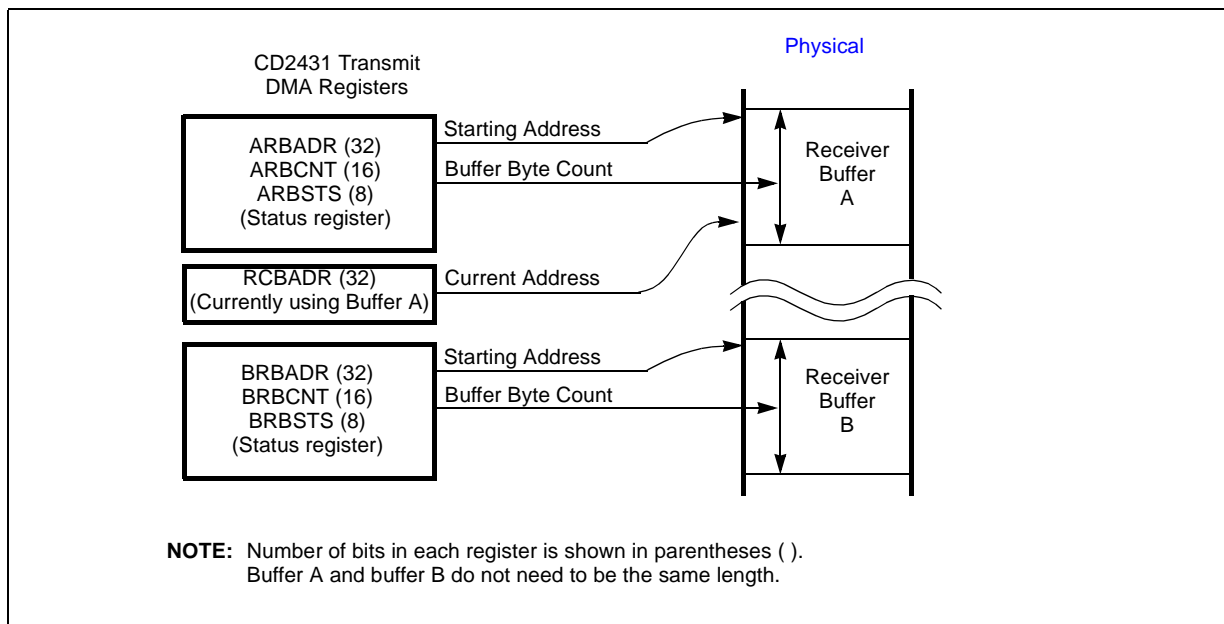 CD2431 Transmit
DMA Registers
Physical
ARBADR (32)
ARBCNT (16)
ARBSTS (8)
(Status register)
Starting Address
Buffer Byte Count
Receiver
Buffer
A
RCBADR (32)
(Currently using Buffer A)
Current Address
BRBADR (32)
BRBCNT (16)
BRBSTS (8)
(Status register)
Starting Address
Buffer Byte Count
Receiver
Buffer
B
NOTE: Number of bits in each register is shown in parentheses ( ).
Buffer A and buffer B do not need to be the same length.